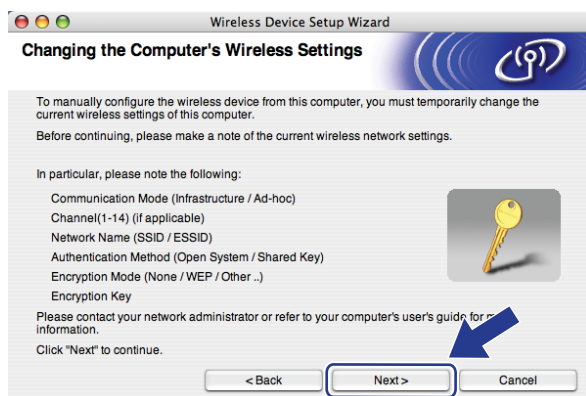 Wireless Device Setup Wizard
Changing the Computer's Wireless Settings
To manually configure the wireless device from this computer, you must temporarily change the
current wireless settings of this computer.
Before continuing, please make a note of the current wireless network settings.
In particular, please note the following:
Communication Mode (Infrastructure / Ad-hoc)
Channel(1-14) (if applicable)
Network Name (SSID / ESSID)
Authentication Method (Open System / Shared Key)
Encryption Mode (None / WEP / Other ..)
Encryption Key
Please contact your network administrator or refer to your computer's user's guide for
information.
Click "Next" to continue.
< Back
Next >
Cancel